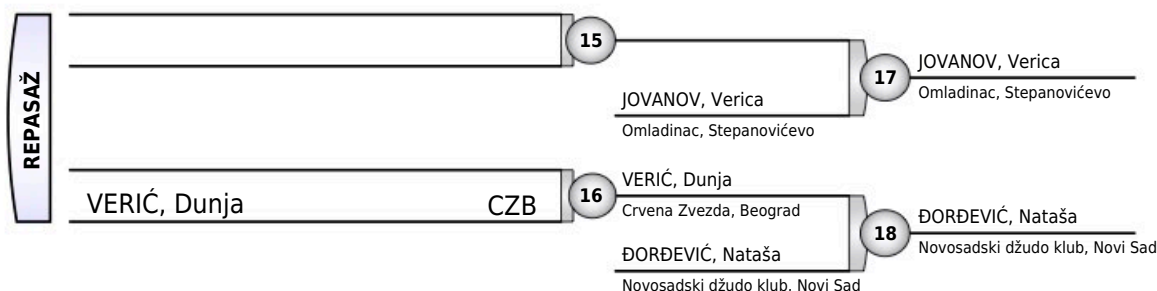 REPASAŽ
15
JOVANOV, Verica
Omladinac, Stepanovićevo
17
JOVANOV, Verica
Omladinac, Stepanovićevo
VERIĆ, Dunja CZB
16
VERIĆ, Dunja
Crvena Zvezda, Beograd
ĐORĐEVIĆ, Nataša
Novosadski džudo klub, Novi Sad
18
ĐORĐEVIĆ, Nataša
Novosadski džudo klub, Novi Sad